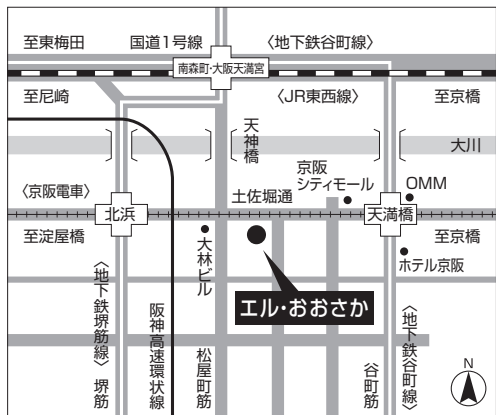 至東梅田
国道1号線
〈地下鉄谷町線〉
南森町・大阪天満宮
至尼崎
〈JR東西線〉
至京橋
天神橋
大川
京阪
シティモール
OMM
〈京阪電車〉
土佐堀通
北浜
天満橋
至淀屋橋
大林ビル
至京橋
ホテル京阪
エル・おおさか
〈地下鉄堺筋線〉
堺筋
阪神高速環状線
松屋町筋
谷町筋
〈地下鉄谷町線〉
N